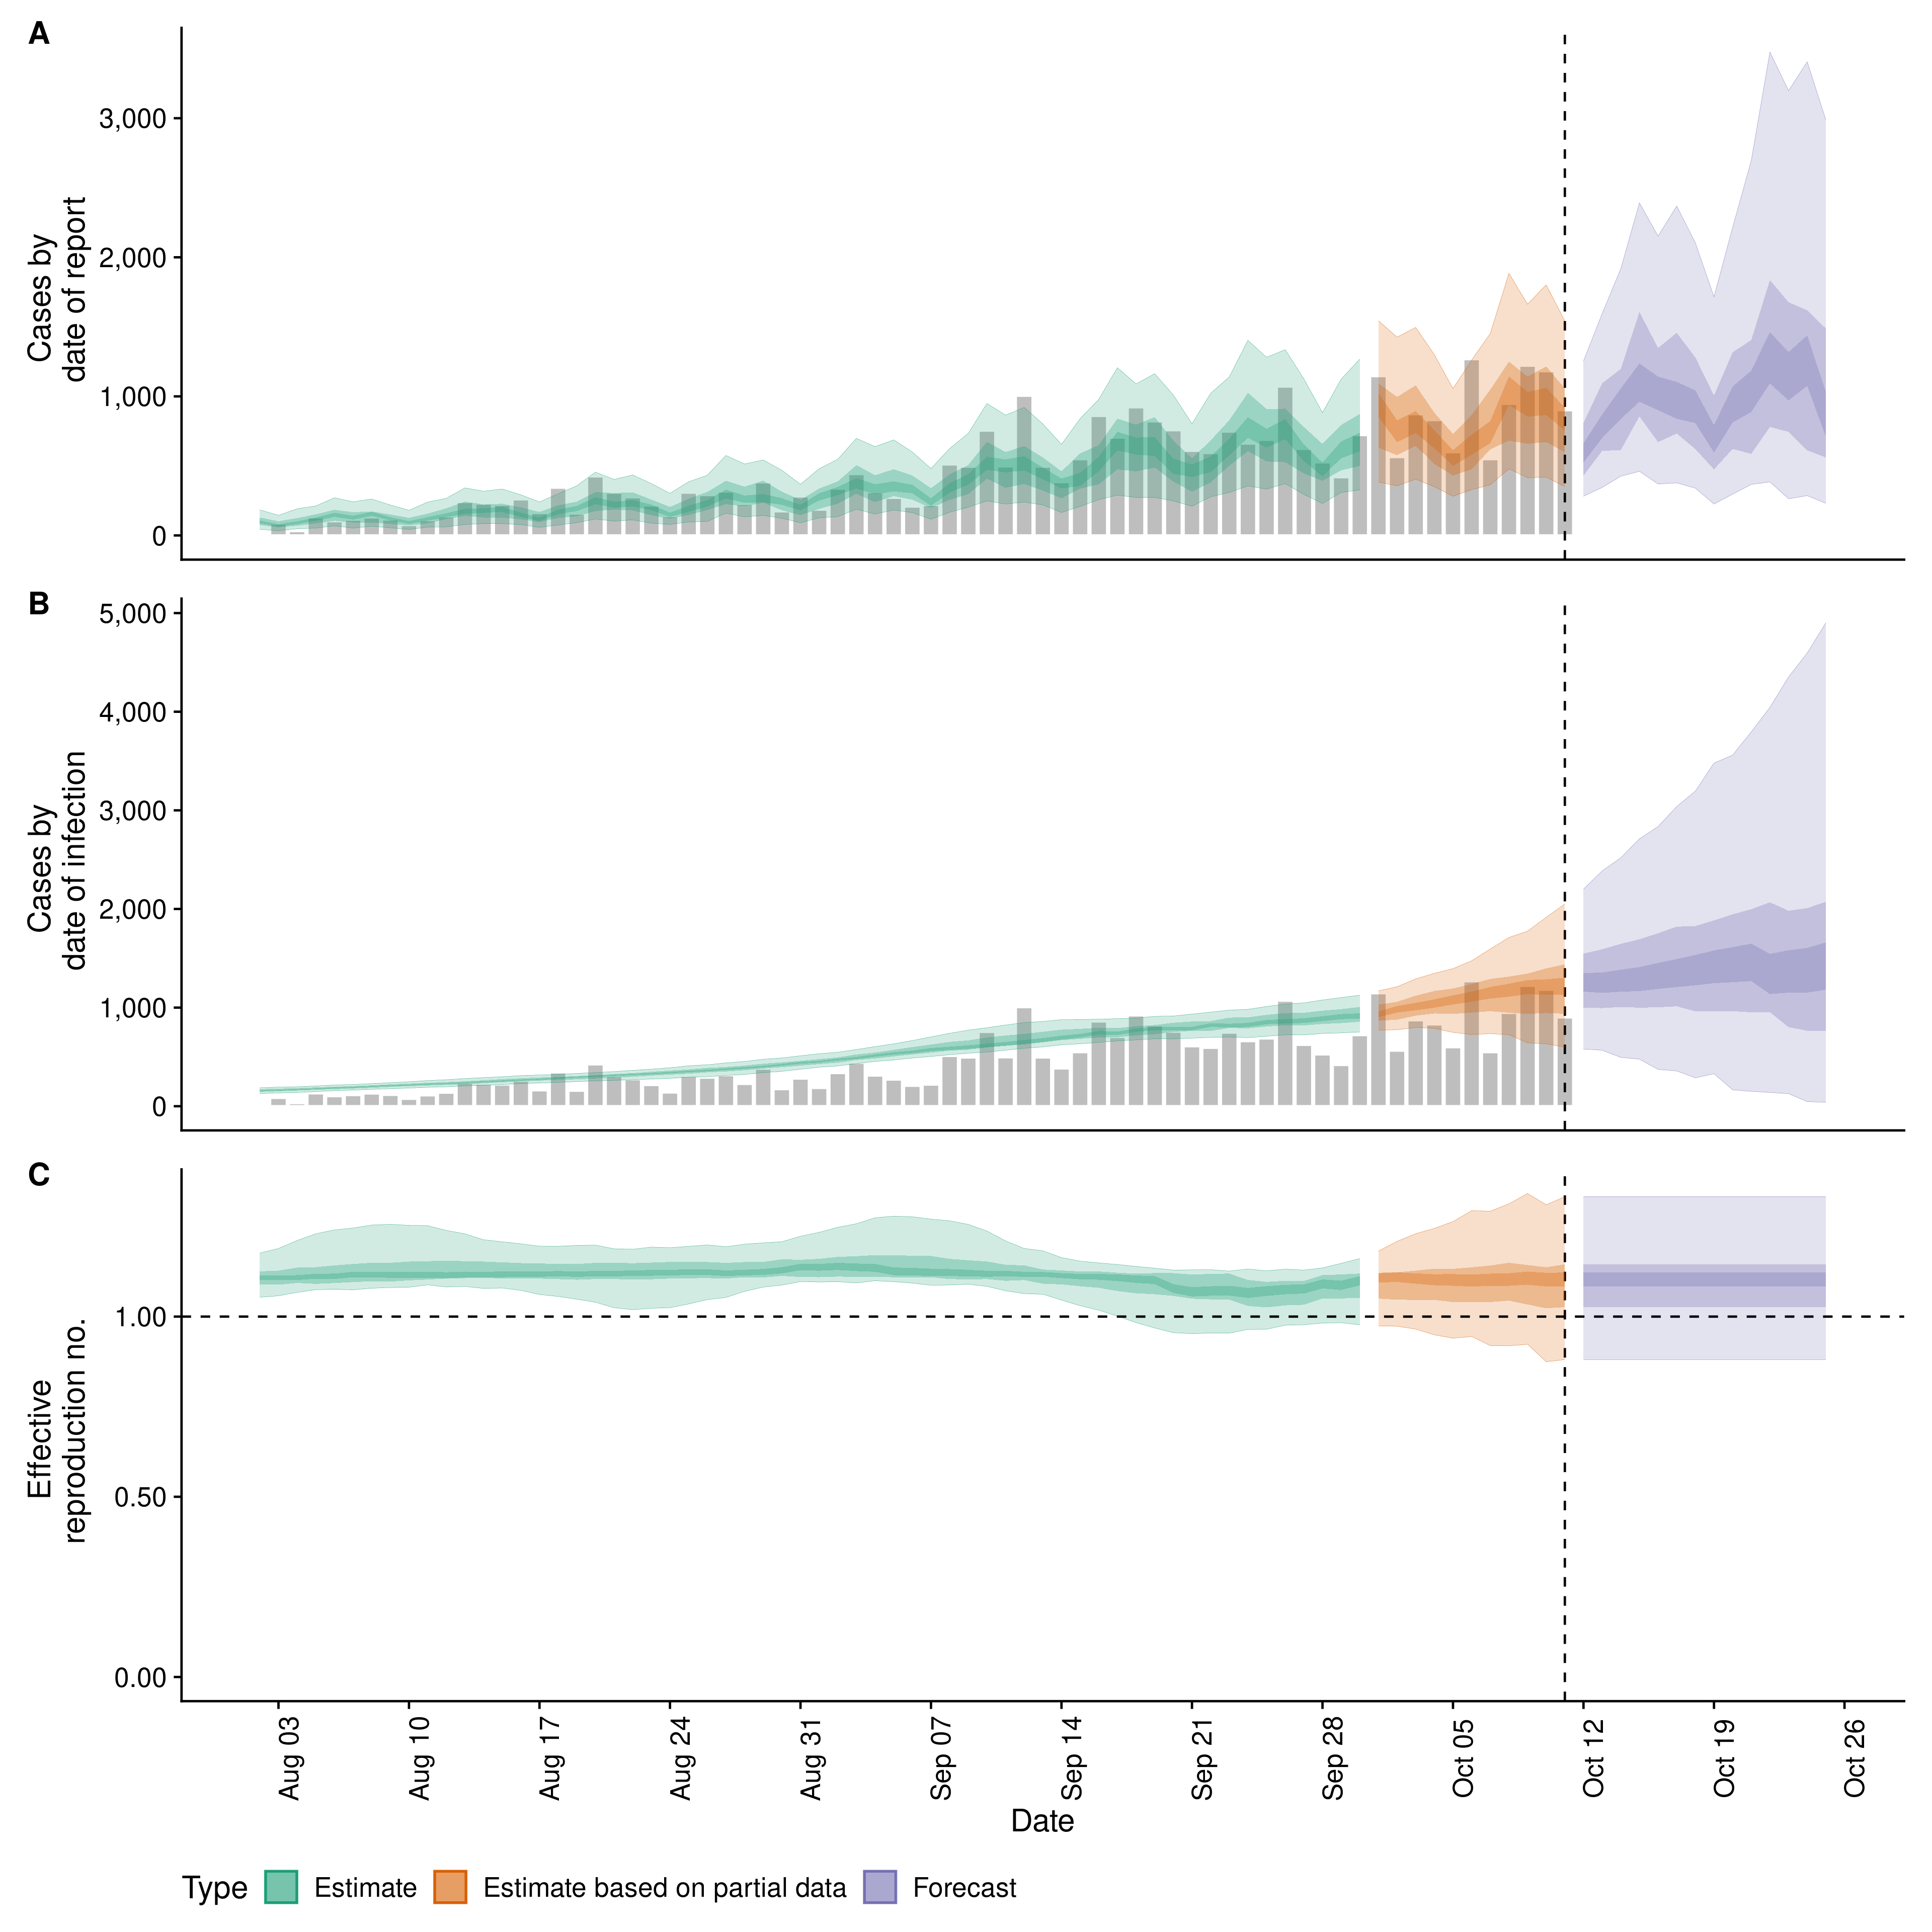 A
3,000
2,000
1,000
0
Cases by
date of report
B
5,000
4,000
3,000
2,000
1,000
0
Cases by
date of infection
C
1.00
0.50
0.00
Effective
reproduction no.
Aug 03
Aug 10
Aug 17
Aug 24
Aug 31
Sep 07
Sep 14
Sep 21
Sep 28
Oct 05
Oct 12
Oct 19
Oct 26
Date
Type Estimate Estimate based on partial data Forecast